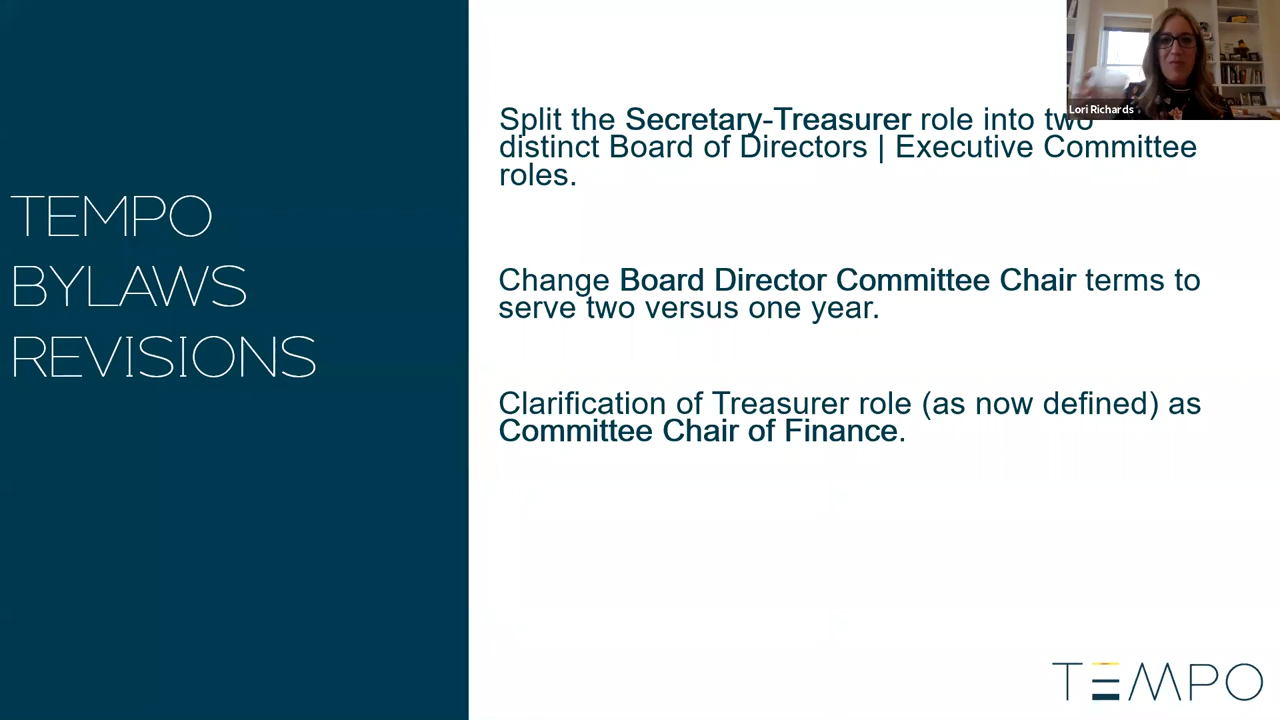 Lori Richards
TEMPO
BYLAWS
REVISIONS
Split the Secretary-Treasurer role into two
distinct Board of Directors | Executive Committee
roles.
Change Board Director Committee Chair terms to
serve two versus one year.
Clarification of Treasurer role (as now defined) as
Committee Chair of Finance.
TEMPO